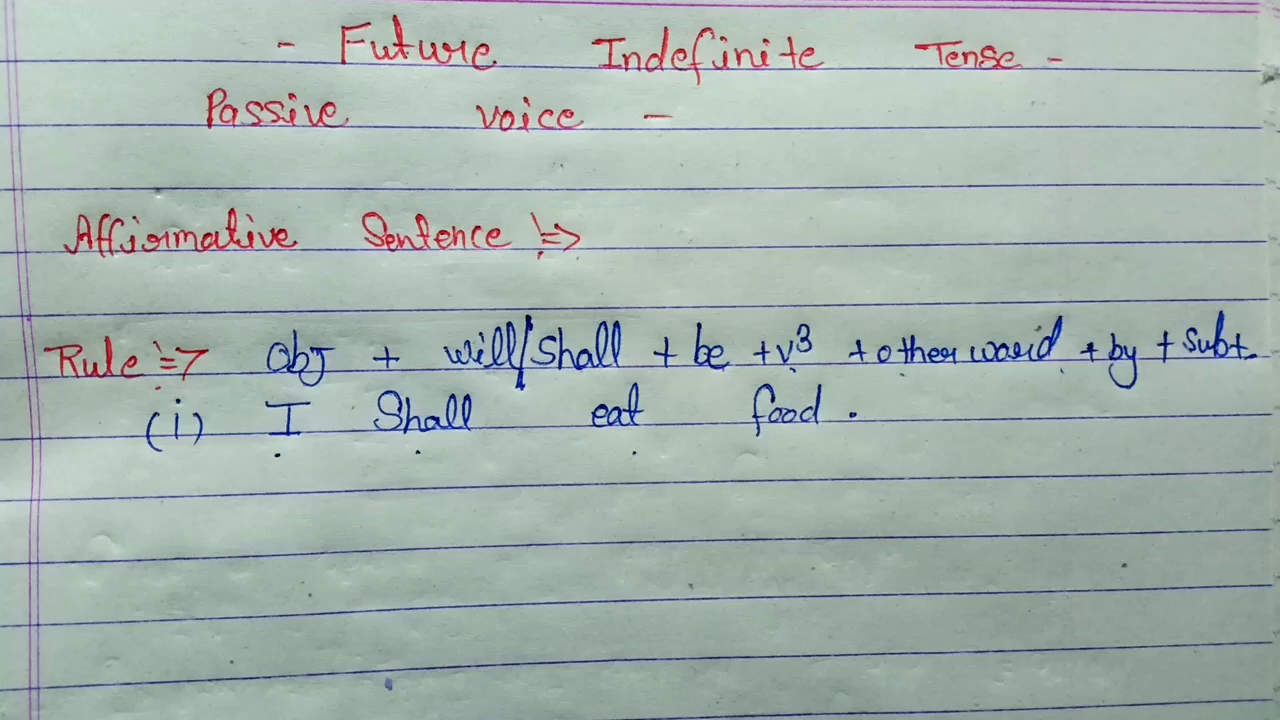 - Future Indefinite Tense -
Passive voice -
Affirmative Sentence :=>
Rule :=> Obj + will/shall + be + v³ + other word + by + subt.
(i) I Shall eat food .